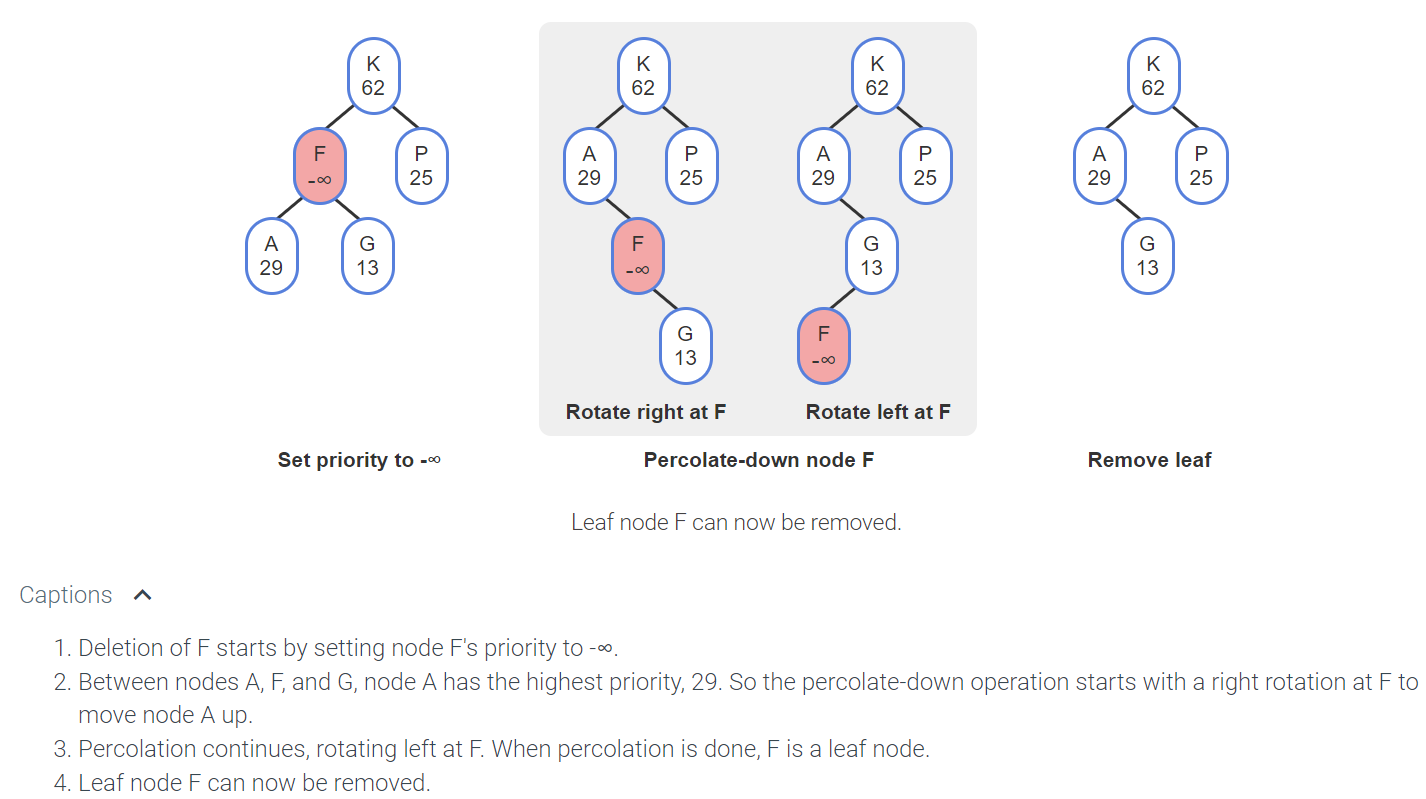 K
62
F
-∞
P
25
A
29
G
13
K
62
A
29
P
25
F
-∞
G
13
Rotate right at F
K
62
A
29
P
25
G
13
F
-∞
Rotate left at F
K
62
A
29
P
25
G
13
Set priority to -∞
Percolate-down node F
Remove leaf
Leaf node F can now be removed.
Captions
1. Deletion of F starts by setting node F's priority to -∞.
2. Between nodes A, F, and G, node A has the highest priority, 29. So the percolate-down operation starts with a right rotation at F to
move node A up.
3. Percolation continues, rotating left at F. When percolation is done, F is a leaf node.
4. Leaf node F can now be removed.